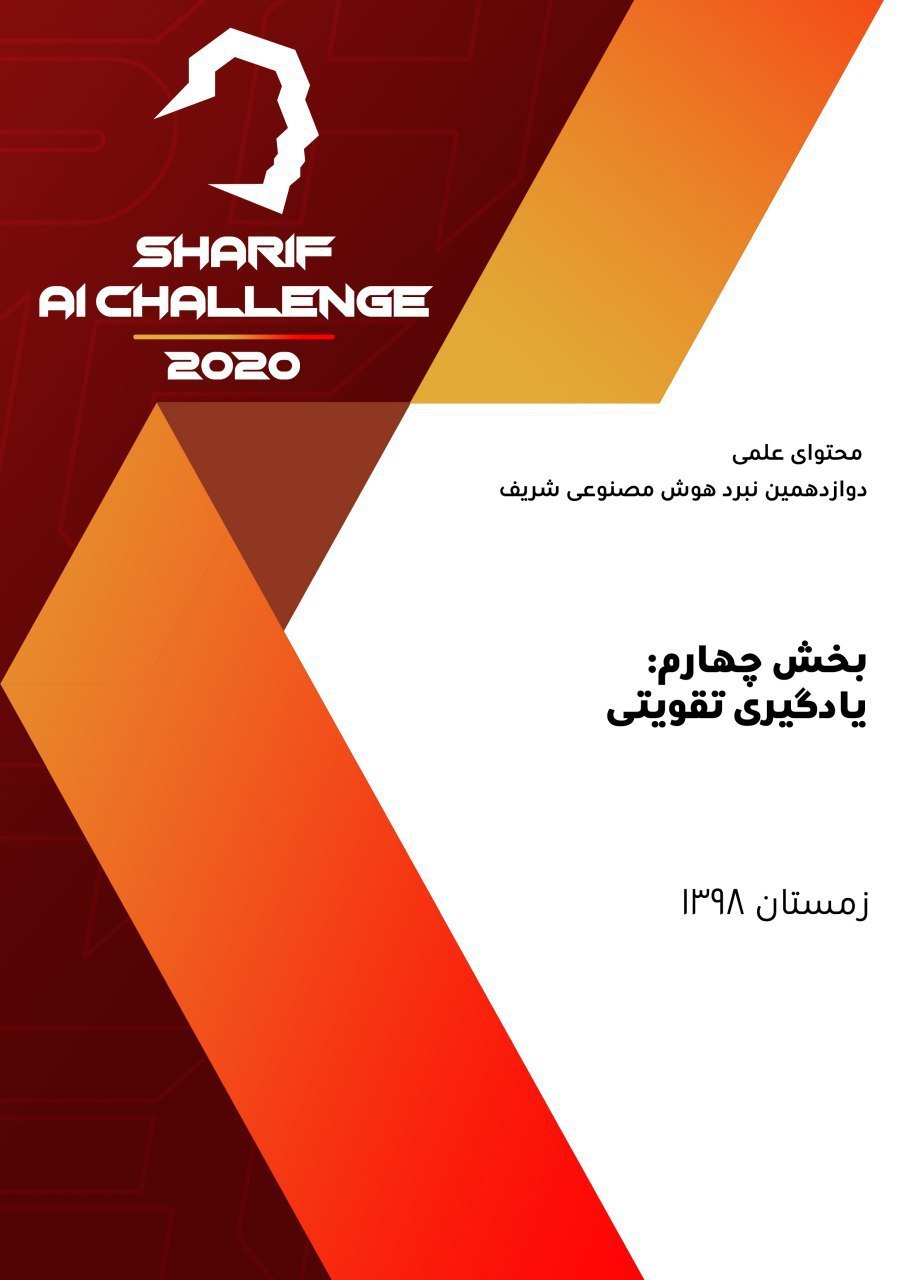 SHARIF
AI CHALLENGE
2020
محتوای علمی
دوازدهمین نبرد هوش مصنوعی شریف
بخش چهارم:
یادگیری تقویتی
زمستان ۱۳۹۸